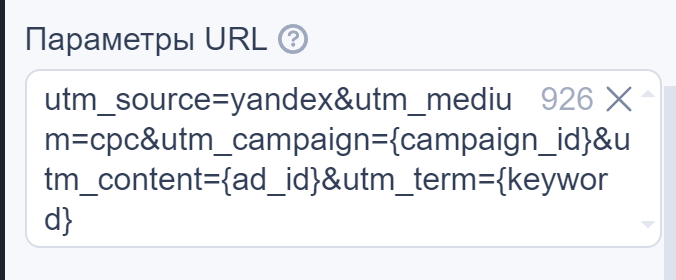 Параметры URL ?
utm_source=yandex&utm_mediu 926
m=cpc&utm_campaign={campaign_id}&u
tm_content={ad_id}&utm_term={keywor
d}